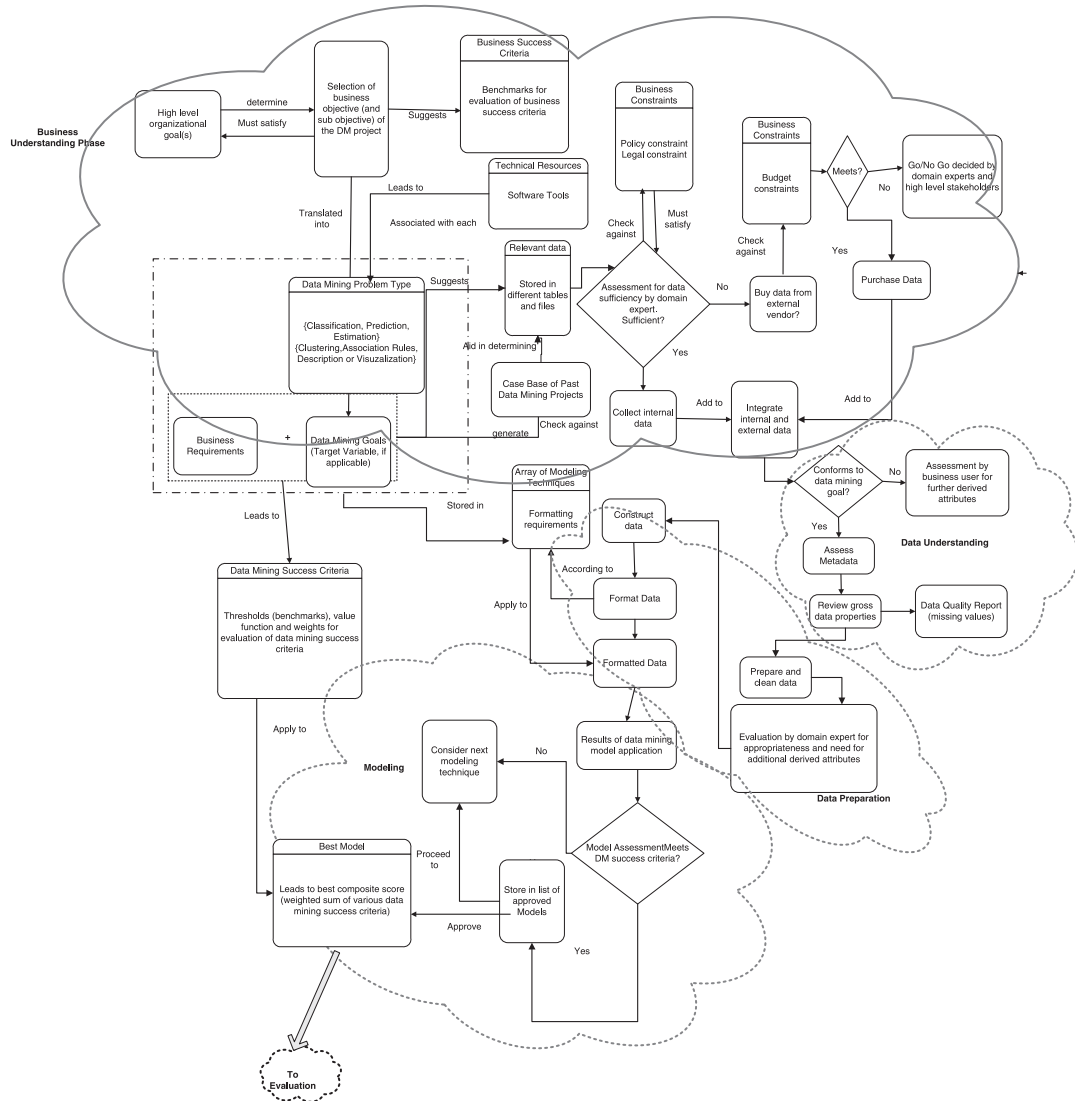 Business Success
Criteria
Benchmarks for
evaluation of business
success criteria
Selection of
business
objective (and
sub objective) of
the DM project
determine
Must satisfy
Suggests
High level
organizational
goal(s)
Business
Understanding Phase
Business
Constraints
Policy constraint
Legal constraint
Business
Constraints
Budget
constraints
Meets?
No
Go/No Go decided by
domain experts and
high level stakeholders
Technical Resources
Software Tools
Leads to
Associated with each
Translated
into
Check
against
Must
satisfy
Check
against
Yes
Relevant data
Stored in
different tables
and files
Suggests
Assessment for data
sufficiency by domain
expert.
Sufficient?
No
Buy data from
external
vendor?
Purchase Data
Data Mining Problem Type
{Classification, Prediction,
Estimation}
{Clustering,Association Rules,
Description or Visuzalization}
Aid in determining
Yes
Case Base of Past
Data Mining Projects
Collect internal
data
Add to
Integrate
internal and
external data
Add to
Business
Requirements
+
Data Mining Goals
(Target Variable, if
applicable)
generate
Check against
Conforms to
data mining
goal?
No
Assessment by
business user for
further derived
attributes
Leads to
Stored in
Array of Modeling
Techniques
Formatting
requirements
Construct
data
Yes
Data Understanding
Assess
Metadata
According to
Data Mining Success Criteria
Thresholds (benchmarks), value
function and weights for
evaluation of data mining success
criteria
Apply to
Format Data
Review gross
data properties
Data Quality Report
(missing values)
Formatted Data
Prepare and
clean data
Apply to
Consider next
modeling
technique
No
Results of data mining
model application
Evaluation by domain expert for
appropriateness and need for
additional derived attributes
Modeling
Data Preparation
Best Model
Leads to best composite score
(weighted sum of various data
mining success criteria)
Proceed
to
Model AssessmentMeets
DM success criteria?
Store in list of
approved
Models
Approve
Yes
To
Evaluation